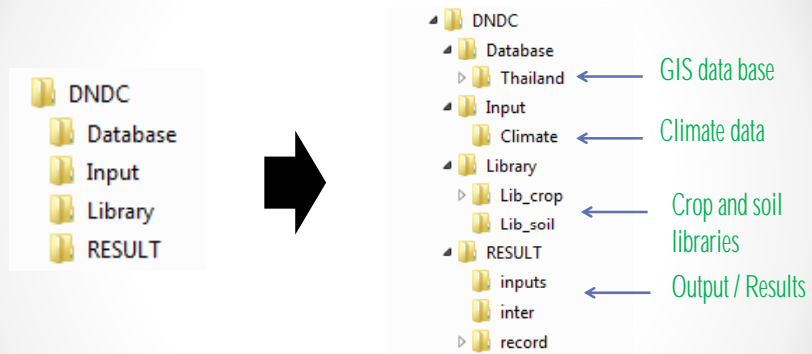 DNDC
Database
Input
Library
RESULT
DNDC
Database
Thailand
GIS data base
Input
Climate
Climate data
Library
Lib_crop
Lib_soil
Crop and soil
libraries
RESULT
inputs
Output / Results
inter
record